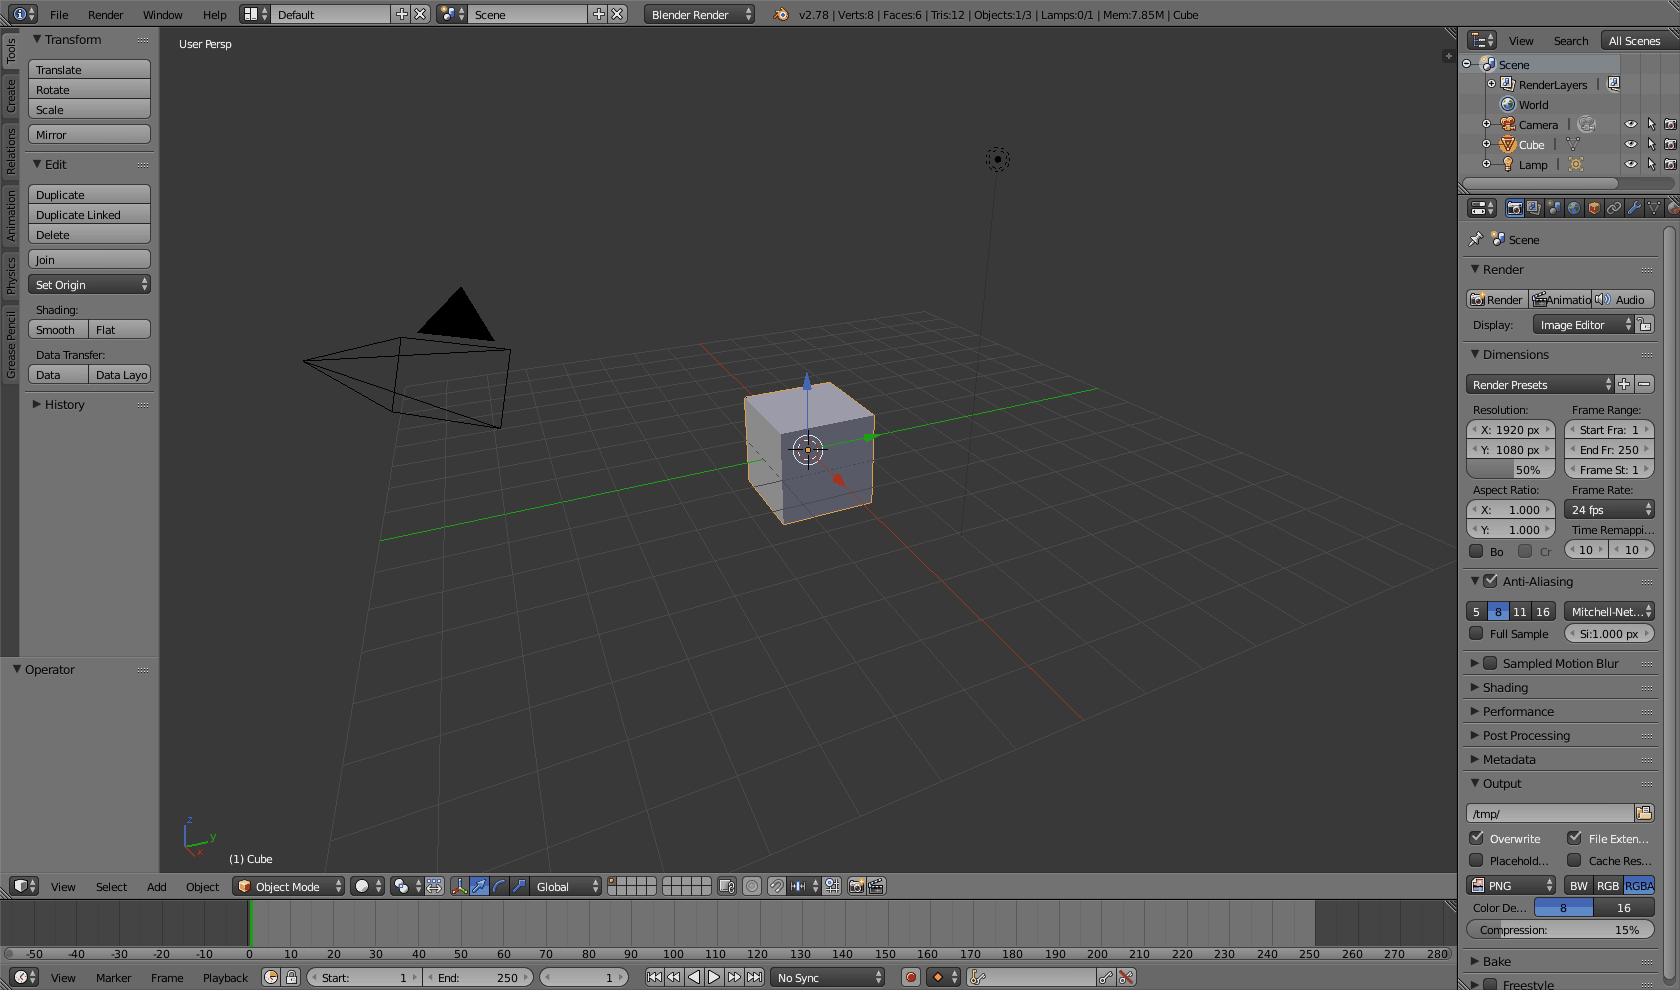 File Render Window Help Default Scene Blender Render v2.78 | Verts:8 | Faces:6 | Tris:12 | Objects:1/3 | Lamps:0/1 | Mem:7.85M | Cube
Tools
Create
Relations
Animation
Physics
Grease Pencil
Transform
Translate
Rotate
Scale
Mirror
Edit
Duplicate
Duplicate Linked
Delete
Join
Set Origin
Shading:
Smooth Flat
Data Transfer:
Data Data Layo
History
Operator
User Persp
z
y
x
(1) Cube
View Select Add Object Object Mode Global
-50 -40 -30 -20 -10 0 10 20 30 40 50 60 70 80 90 100 110 120 130 140 150 160 170 180 190 200 210 220 230 240 250 260 270 280
View Marker Frame Playback Start: 1 End: 250 1 No Sync
View Search All Scenes
Scene
RenderLayers |
World
Camera |
Cube |
Lamp |
Scene
Render
Render Animatio Audio
Display: Image Editor
Dimensions
Render Presets
Resolution: Frame Range:
X: 1920 px Start Fra: 1
Y: 1080 px End Fr: 250
50% Frame St: 1
Aspect Ratio: Frame Rate:
X: 1.000 24 fps
Y: 1.000 Time Remappi...
Bo Cr 10 10
Anti-Aliasing
5 8 11 16 Mitchell-Net...
Full Sample Si:1.000 px
Sampled Motion Blur
Shading
Performance
Post Processing
Metadata
Output
/tmp/
Overwrite File Exten...
Placehold... Cache Res...
PNG BW RGB RGBA
Color De... 8 16
Compression: 15%
Bake
Freestyle